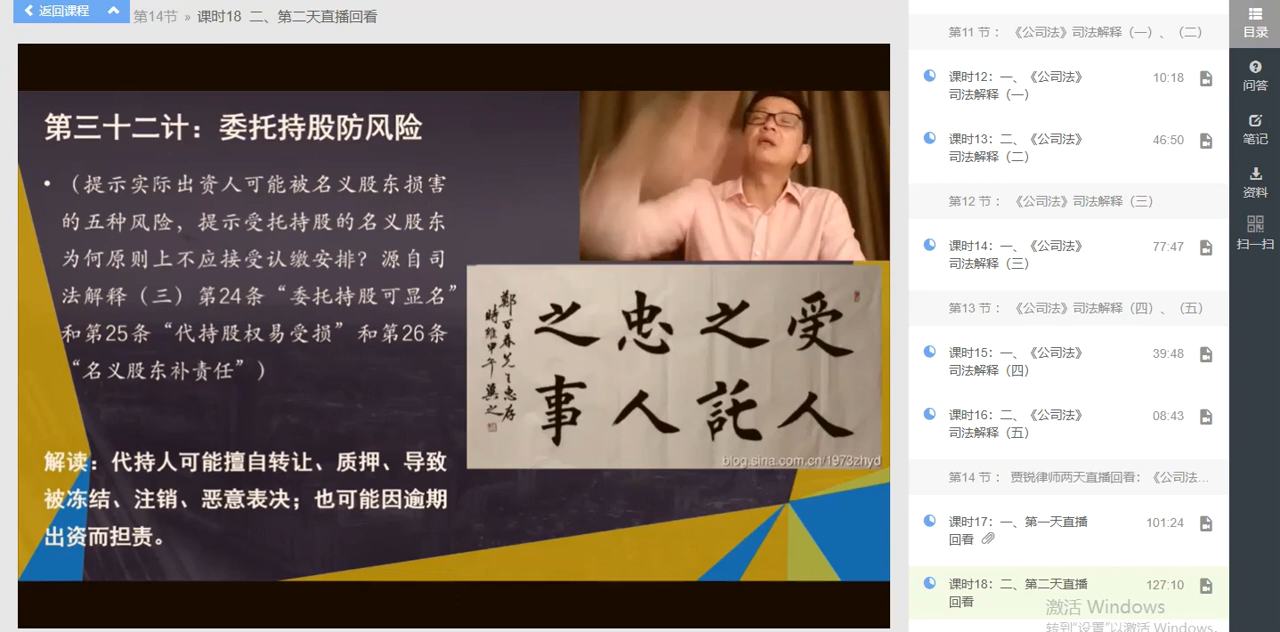 返回课程
第14节 » 课时18 二、第二天直播回看
第三十二计：委托持股防风险
• （提示实际出资人可能被名义股东损害
的五种风险，提示受托持股的名义股东
为何原则上不应接受认缴安排？源自司
法解释（三）第24条“委托持股可显名”
和第25条“代持股权易受损”和第26条
“名义股东补责任”）
解读：代持人可能擅自转让、质押、导致
被冻结、注销、恶意表决；也可能因逾期
出资而担责。
受人
之託
忠人
之事
blog.sina.com.cn/1973zhyd
第11 节： 《公司法》司法解释（一）、（二）
课时12：一、《公司法》
司法解释（一）
10:18
课时13：二、《公司法》
司法解释（二）
46:50
第12 节： 《公司法》司法解释（三）
课时14：一、《公司法》
司法解释（三）
77:47
第13 节： 《公司法》司法解释（四）、（五）
课时15：一、《公司法》
司法解释（四）
39:48
课时16：二、《公司法》
司法解释（五）
08:43
第14 节： 贾锐律师两天直播回看：《公司法...
课时17：一、第一天直播
回看
101:24
课时18：二、第二天直播
回看
127:10
目录
问答
笔记
资料
扫一扫
激活 Windows
转到“设置”以激活 Windows。